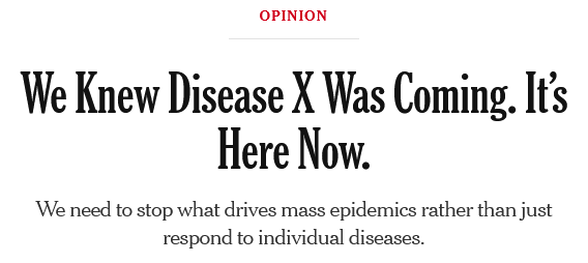 OPINION
We Knew Disease X Was Coming. It’s
Here Now.
We need to stop what drives mass epidemics rather than just
respond to individual diseases.